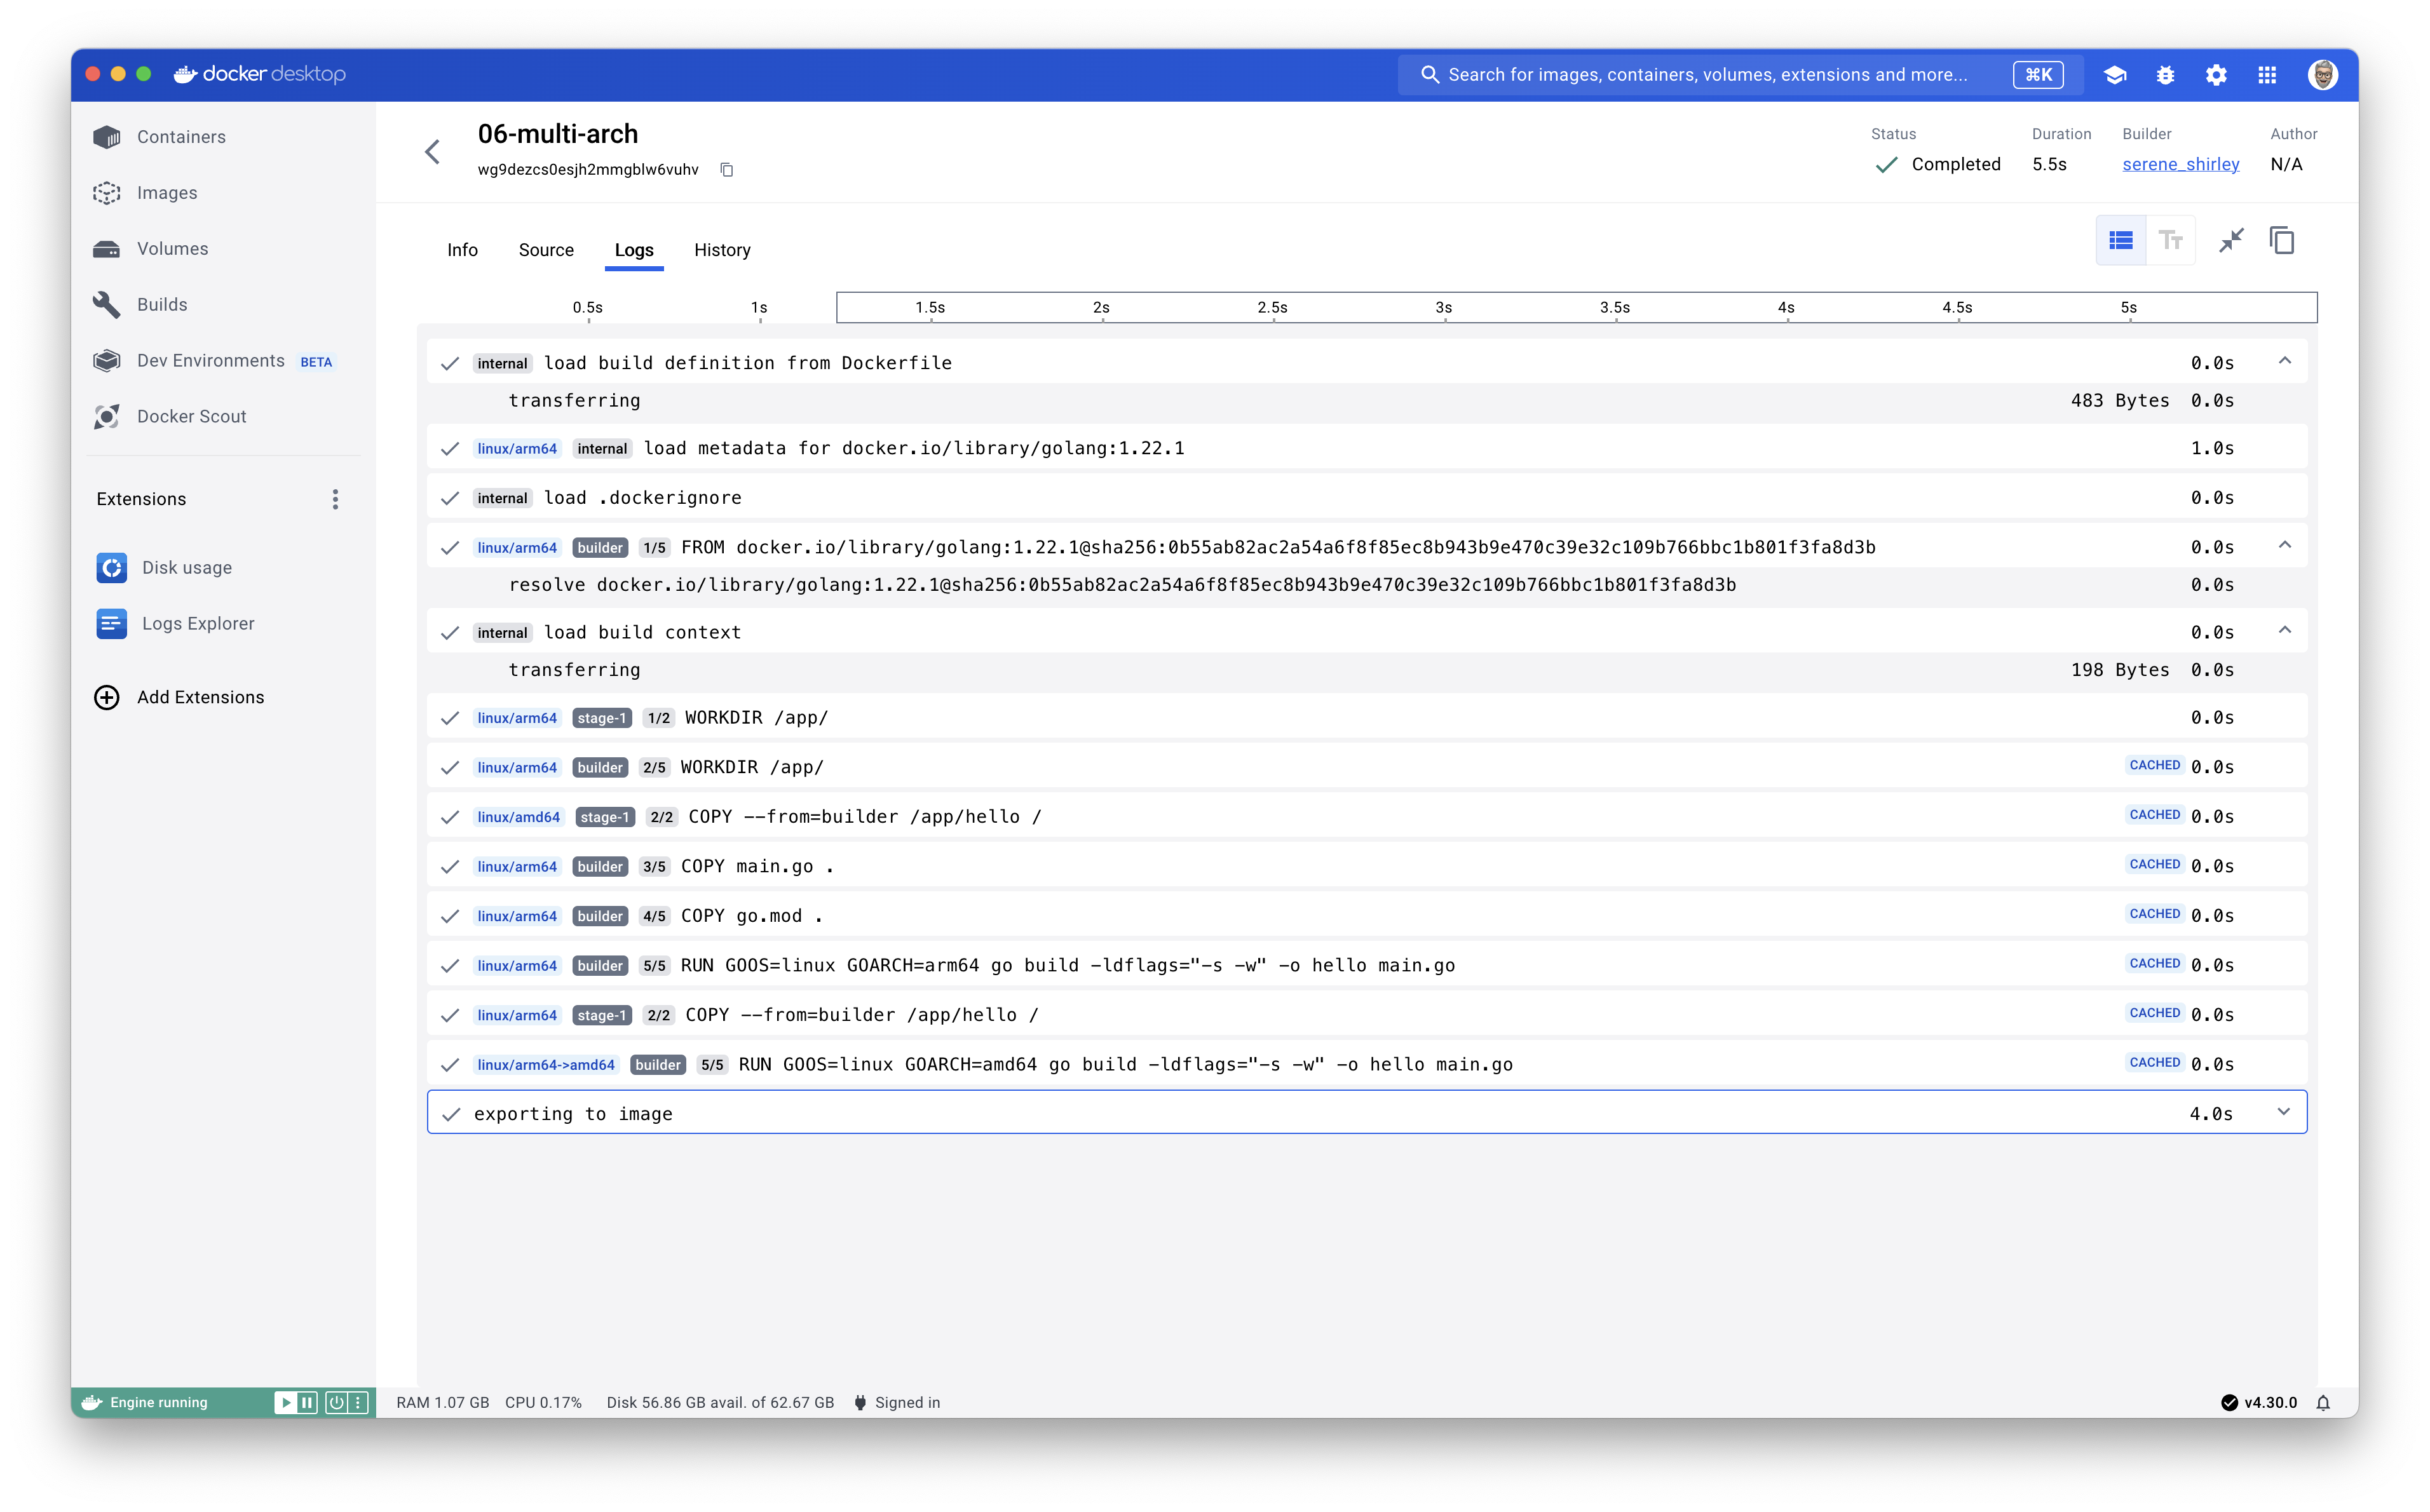 docker desktop
Search for images, containers, volumes, extensions and more...
⌘K
Containers
Images
Volumes
Builds
Dev Environments BETA
Docker Scout
Extensions
Disk usage
Logs Explorer
Add Extensions
06-multi-arch
wg9dezcs0esjh2mmgblw6vuhv
Status Duration Builder Author
Completed 5.5s serene_shirley N/A
Info Source Logs History
Tт
0.5s 1s 1.5s 2s 2.5s 3s 3.5s 4s 4.5s 5s
internal load build definition from Dockerfile 0.0s
transferring 483 Bytes 0.0s
linux/arm64 internal load metadata for docker.io/library/golang:1.22.1 1.0s
internal load .dockerignore 0.0s
linux/arm64 builder 1/5 FROM docker.io/library/golang:1.22.1@sha256:0b55ab82ac2a54a6f8f85ec8b943b9e470c39e32c109b766bbc1b801f3fa8d3b 0.0s
resolve docker.io/library/golang:1.22.1@sha256:0b55ab82ac2a54a6f8f85ec8b943b9e470c39e32c109b766bbc1b801f3fa8d3b 0.0s
internal load build context 0.0s
transferring 198 Bytes 0.0s
linux/arm64 stage-1 1/2 WORKDIR /app/ 0.0s
linux/arm64 builder 2/5 WORKDIR /app/ CACHED 0.0s
linux/amd64 stage-1 2/2 COPY --from=builder /app/hello / CACHED 0.0s
linux/arm64 builder 3/5 COPY main.go . CACHED 0.0s
linux/arm64 builder 4/5 COPY go.mod . CACHED 0.0s
linux/arm64 builder 5/5 RUN GOOS=linux GOARCH=arm64 go build -ldflags="-s -w" -o hello main.go CACHED 0.0s
linux/arm64 stage-1 2/2 COPY --from=builder /app/hello / CACHED 0.0s
linux/arm64->amd64 builder 5/5 RUN GOOS=linux GOARCH=amd64 go build -ldflags="-s -w" -o hello main.go CACHED 0.0s
exporting to image 4.0s
Engine running
RAM 1.07 GB CPU 0.17% Disk 56.86 GB avail. of 62.67 GB Signed in
v4.30.0